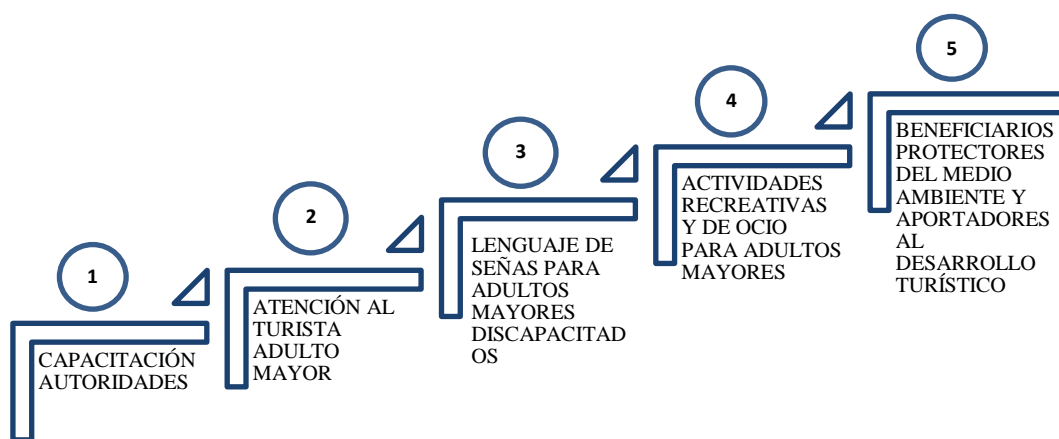 1
CAPACITACIÓN
AUTORIDADES
2
ATENCIÓN AL
TURISTA
ADULTO
MAYOR
3
LENGUAJE DE
SEÑAS PARA
ADULTOS
MAYORES
DISCAPACITAD
OS
4
ACTIVIDADES
RECREATIVAS
Y DE OCIO
PARA ADULTOS
MAYORES
5
BENEFICIARIOS
PROTECTORES
DEL MEDIO
AMBIENTE Y
APORTADORES
AL
DESARROLLO
TURÍSTICO